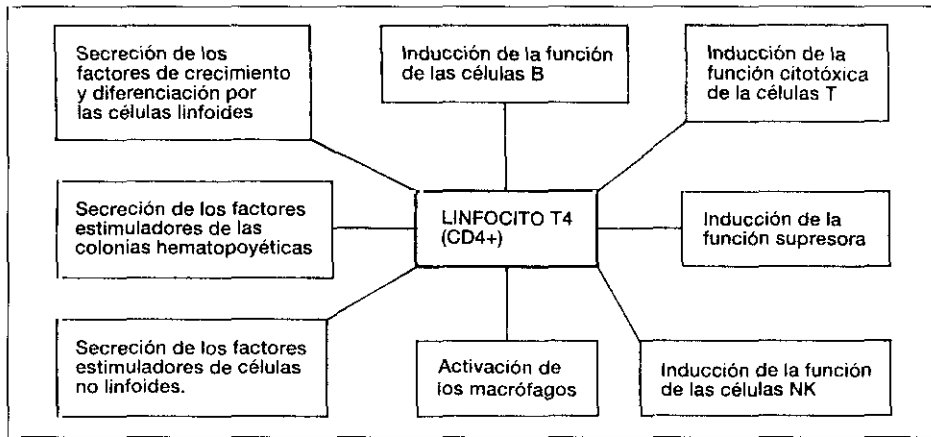 Secreción de los
factores de crecimiento
y diferenciación por
las células linfoides
Inducción de la función
de las células B
Inducción de la
función citotóxica
de la células T
Secreción de los factores
estimuladores de las
colonias hematopoyéticas
LINFOCITO T4
(CD4+)
Inducción de la
función supresora
Secreción de los factores
estimuladores de células
no linfoides.
Activación de
los macrófagos
Inducción de la función
de las células NK